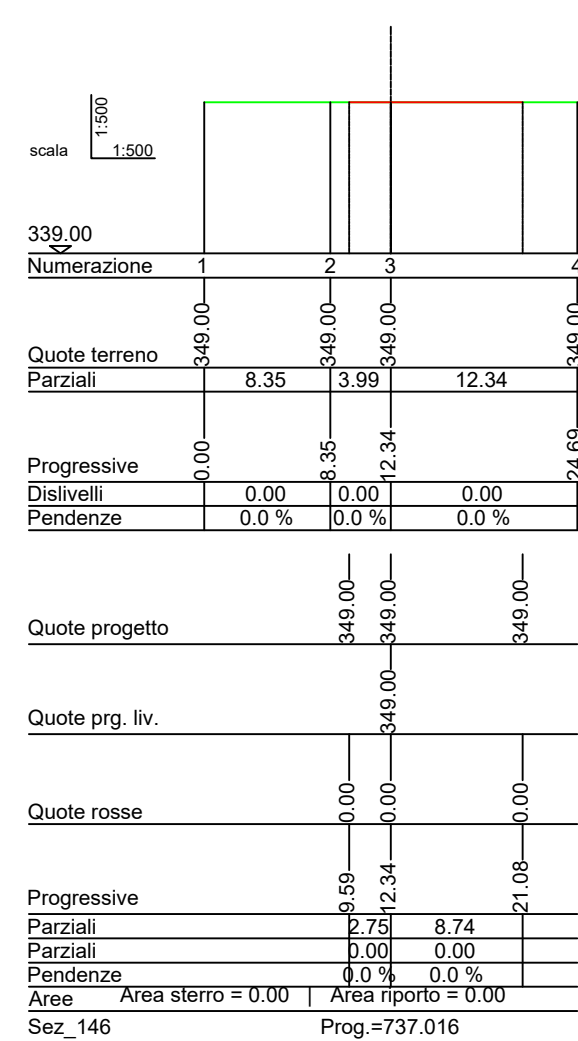 1:500
scala 1:500
339.00
Numerazione 1 2 3 4
Quote terreno 349.00 349.00 349.00 349.00
Parziali 8.35 3.99 12.34
Progressive 0.00 8.35 12.34 24.69
Dislivelli 0.00 0.00 0.00
Pendenze 0.0 % 0.0 % 0.0 %
Quote progetto 349.00 349.00 349.00
Quote prg. liv. 349.00
Quote rosse 0.00 0.00 0.00
Progressive 9.59 12.34 21.08
Parziali 2.75 8.74
Parziali 0.00 0.00
Pendenze 0.0 % 0.0 %
Aree Area sterro = 0.00 | Area riporto = 0.00
Sez_146 Prog.=737.016